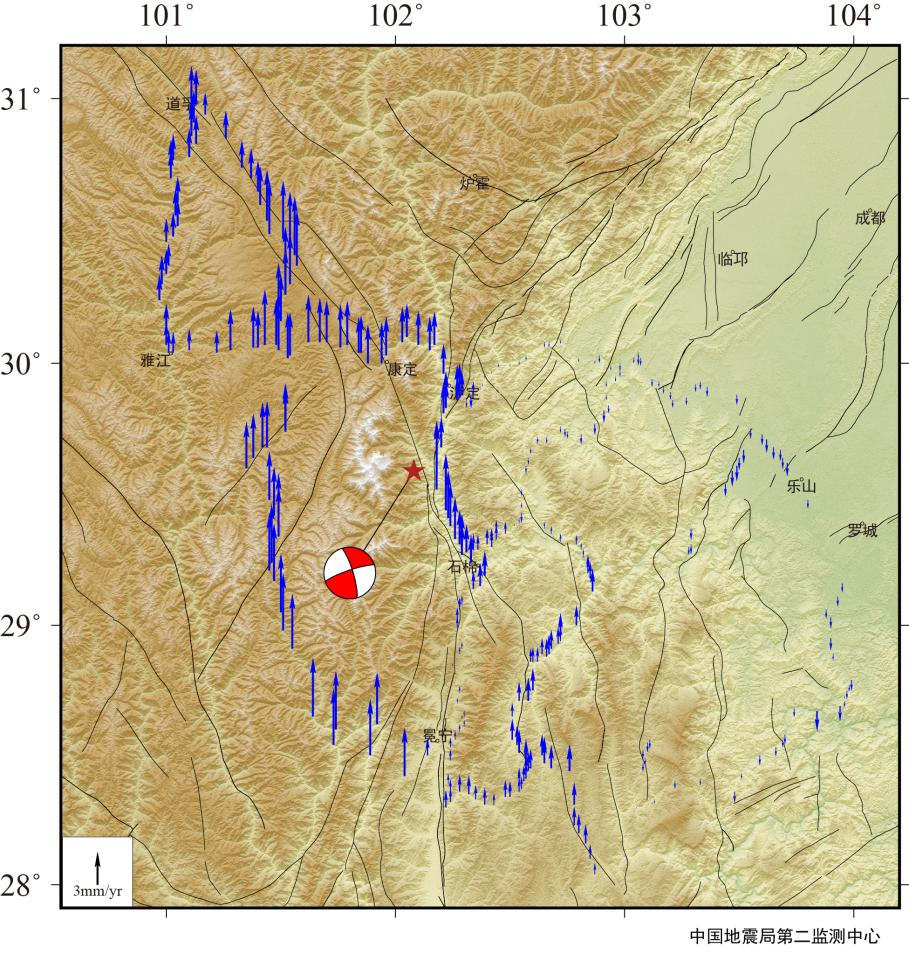 101° 102° 103° 104°
31°
道孚
炉霍
成都
临邛
30°
雅江
康定
泸定
乐山
罗城
石棉
29°
冕宁
28°
3mm/yr
中国地震局第二监测中心